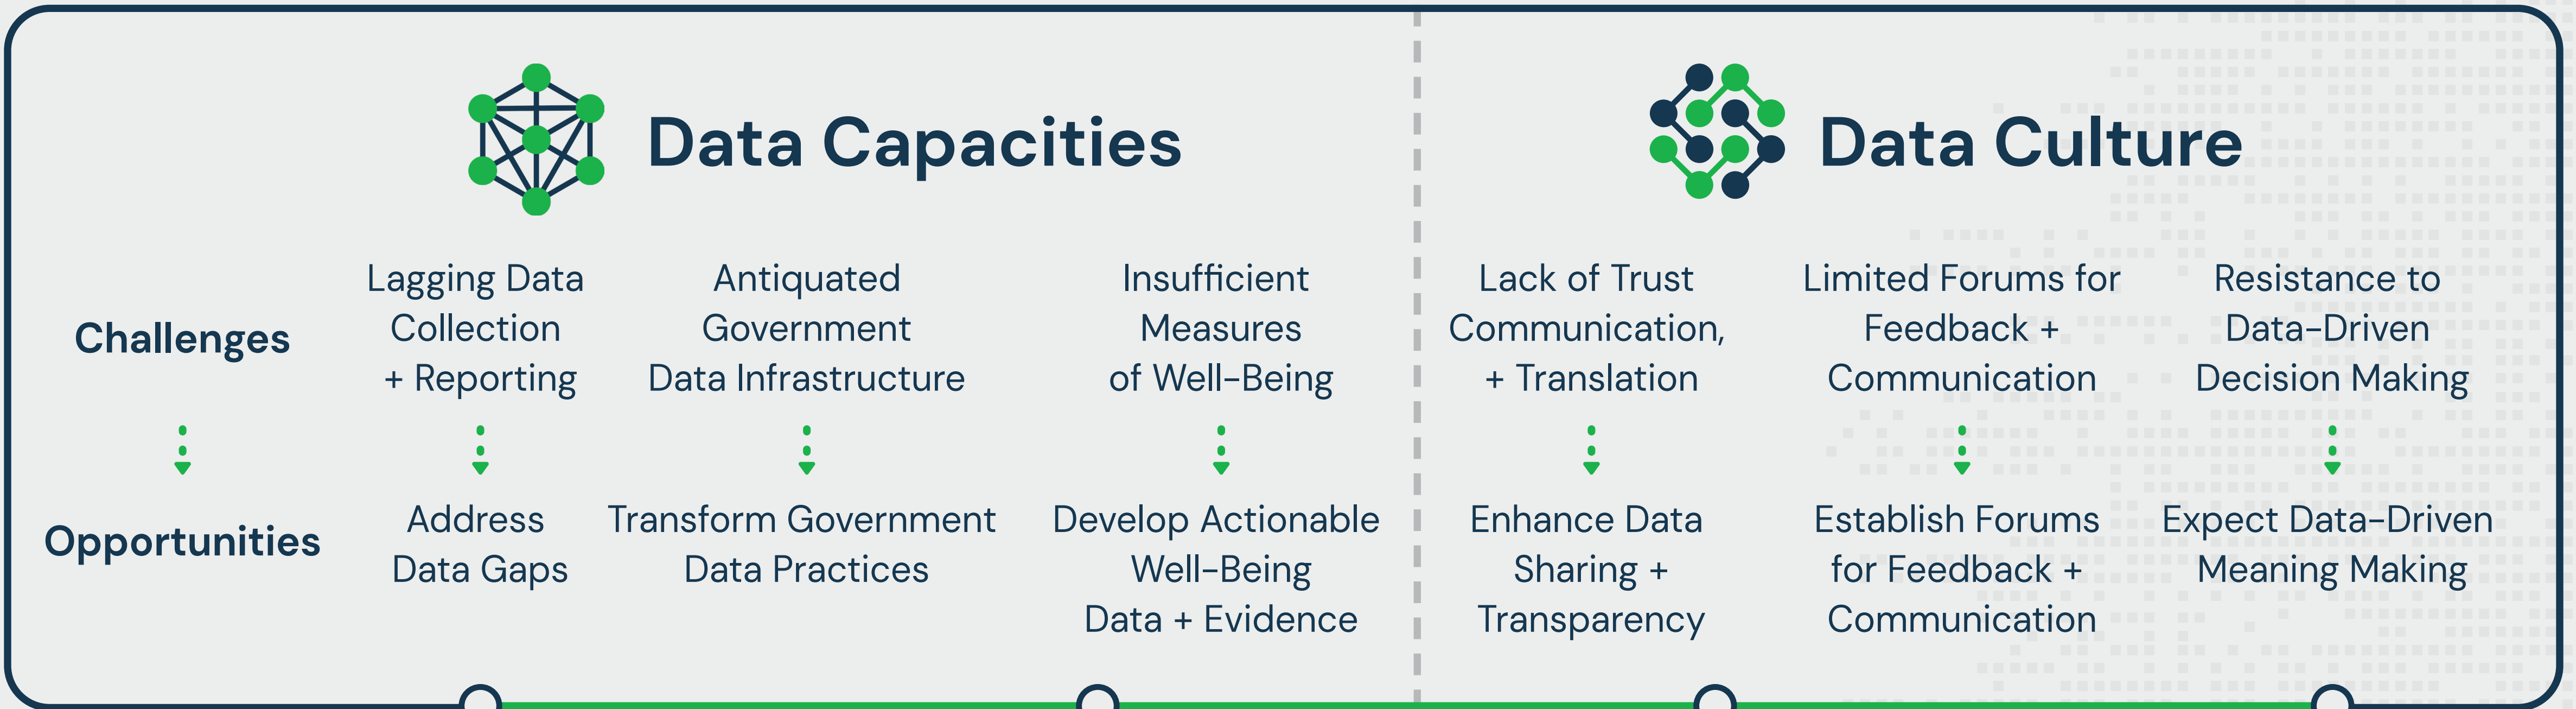 Data Capacities
Data Culture
Challenges
Lagging Data
Collection
+ Reporting
Antiquated
Government
Data Infrastructure
Insufficient
Measures
of Well-Being
Lack of Trust
Communication,
+ Translation
Limited Forums for
Feedback +
Communication
Resistance to
Data-Driven
Decision Making
Opportunities
Address
Data Gaps
Transform Government
Data Practices
Develop Actionable
Well-Being
Data + Evidence
Enhance Data
Sharing +
Transparency
Establish Forums
for Feedback +
Communication
Expect Data-Driven
Meaning Making